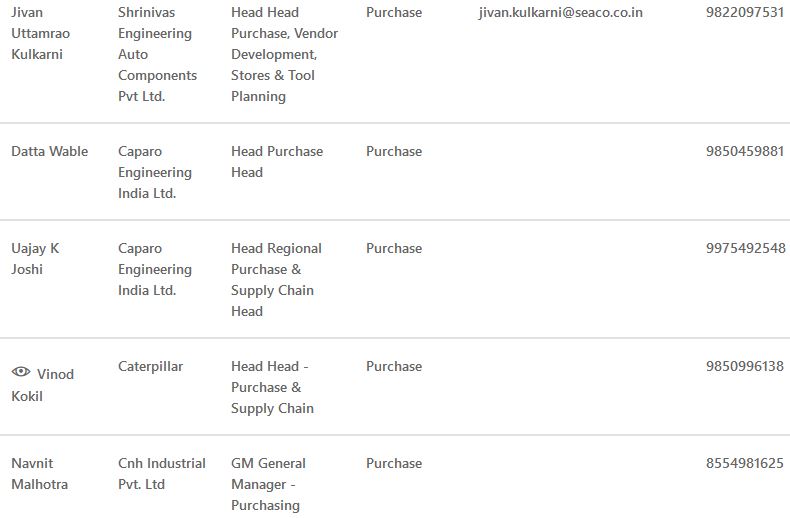 Jivan Uttamrao Kulkarni Shrinivas Engineering Auto Components Pvt Ltd. Head Head Purchase, Vendor Development, Stores & Tool Planning Purchase jivan.kulkarni@seaco.co.in 9822097531
Datta Wable Caparo Engineering India Ltd. Head Purchase Head Purchase 9850459881
Uajay K Joshi Caparo Engineering India Ltd. Head Regional Purchase & Supply Chain Head Purchase 9975492548
Vinod Kokil Caterpillar Head Head - Purchase & Supply Chain Purchase 9850996138
Navnit Malhotra Cnh Industrial Pvt. Ltd GM General Manager - Purchasing Purchase 8554981625